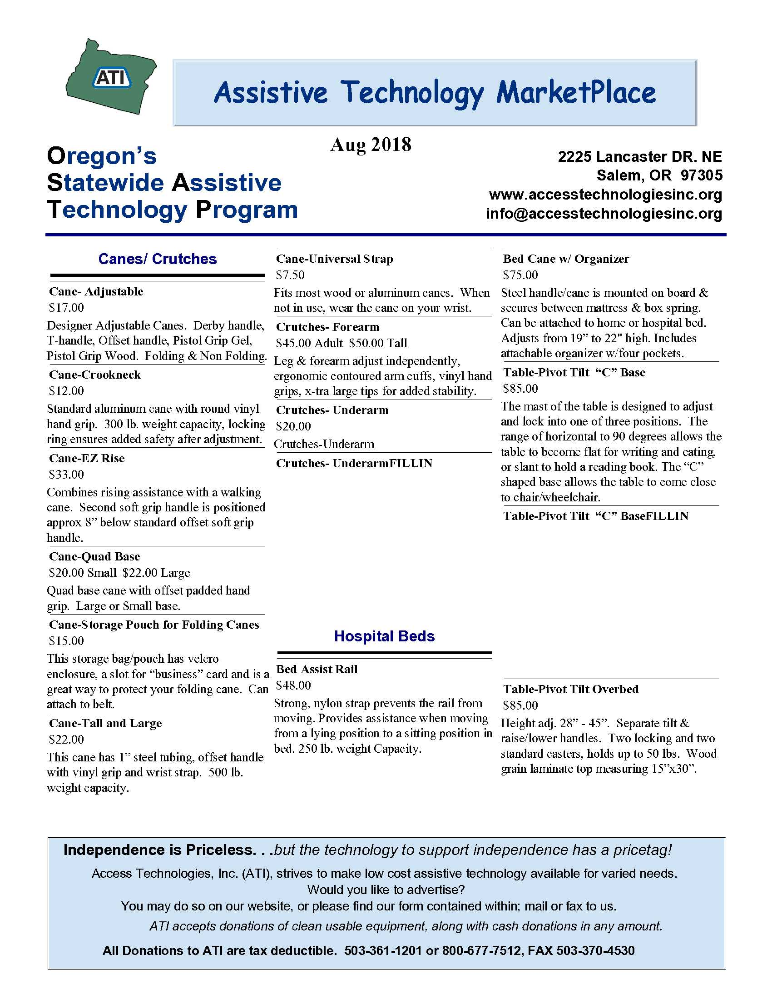 ATI
Assistive Technology MarketPlace
Aug 2018
Oregon’s
Statewide Assistive
Technology Program
2225 Lancaster DR. NE
Salem, OR  97305
www.accesstechnologiesinc.org
info@accesstechnologiesinc.org
Canes/ Crutches
Cane- Adjustable
$17.00
Designer Adjustable Canes.  Derby handle,
T-handle, Offset handle, Pistol Grip Gel,
Pistol Grip Wood.  Folding & Non Folding.
Cane-Crookneck
$12.00
Standard aluminum cane with round vinyl
hand grip.  300 lb. weight capacity, locking
ring ensures added safety after adjustment.
Cane-EZ Rise
$33.00
Combines rising assistance with a walking
cane.  Second soft grip handle is positioned
approx 8” below standard offset soft grip
handle.
Cane-Quad Base
$20.00 Small  $22.00 Large
Quad base cane with offset padded hand
grip.  Large or Small base.
Cane-Storage Pouch for Folding Canes
$15.00
This storage bag/pouch has velcro
enclosure, a slot for “business” card and is a
great way to protect your folding cane.  Can
attach to belt.
Cane-Tall and Large
$22.00
This cane has 1” steel tubing, offset handle
with vinyl grip and wrist strap.  500 lb.
weight capacity.
Cane-Universal Strap
$7.50
Fits most wood or aluminum canes.  When
not in use, wear the cane on your wrist.
Crutches- Forearm
$45.00 Adult  $50.00 Tall
Leg & forearm adjust independently,
ergonomic contoured arm cuffs, vinyl hand
grips, x-tra large tips for added stability.
Crutches- Underarm
$20.00
Crutches-Underarm
Crutches- UnderarmFILLIN
Hospital Beds
Bed Assist Rail
$48.00
Strong, nylon strap prevents the rail from
moving. Provides assistance when moving
from a lying position to a sitting position in
bed. 250 lb. weight Capacity.
Bed Cane w/ Organizer
$75.00
Steel handle/cane is mounted on board &
secures between mattress & box spring.
Can be attached to home or hospital bed.
Adjusts from 19” to 22" high. Includes
attachable organizer w/four pockets.
Table-Pivot Tilt  “C” Base
$85.00
The mast of the table is designed to adjust
and lock into one of three positions.  The
range of horizontal to 90 degrees allows the
table to become flat for writing and eating,
or slant to hold a reading book. The “C”
shaped base allows the table to come close
to chair/wheelchair.
Table-Pivot Tilt  “C” BaseFILLIN
Table-Pivot Tilt Overbed
$85.00
Height adj. 28” - 45”.  Separate tilt &
raise/lower handles.  Two locking and two
standard casters, holds up to 50 lbs.  Wood
grain laminate top measuring 15”x30”.
Independence is Priceless. . .but the technology to support independence has a pricetag!
Access Technologies, Inc. (ATI), strives to make low cost assistive technology available for varied needs.
Would you like to advertise?
You may do so on our website, or please find our form contained within; mail or fax to us.
ATI accepts donations of clean usable equipment, along with cash donations in any amount.
All Donations to ATI are tax deductible.  503-361-1201 or 800-677-7512, FAX 503-370-4530